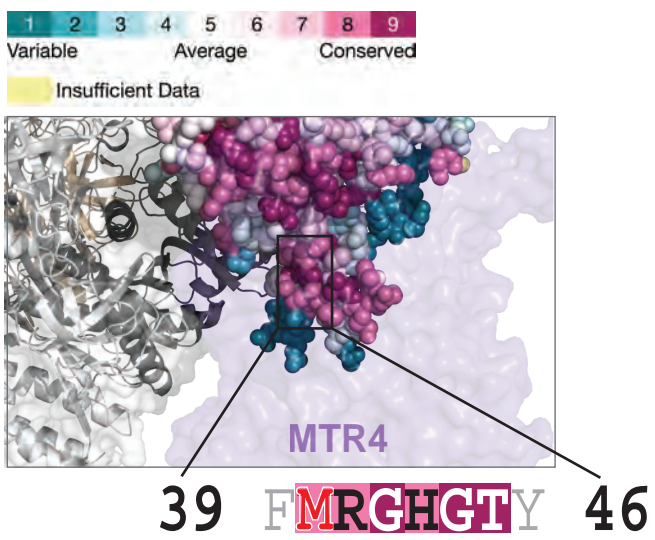 1 2 3 4 5 6 7 8 9
Variable Average Conserved
Insufficient Data
MTR4
39 FMRGHGTY 46